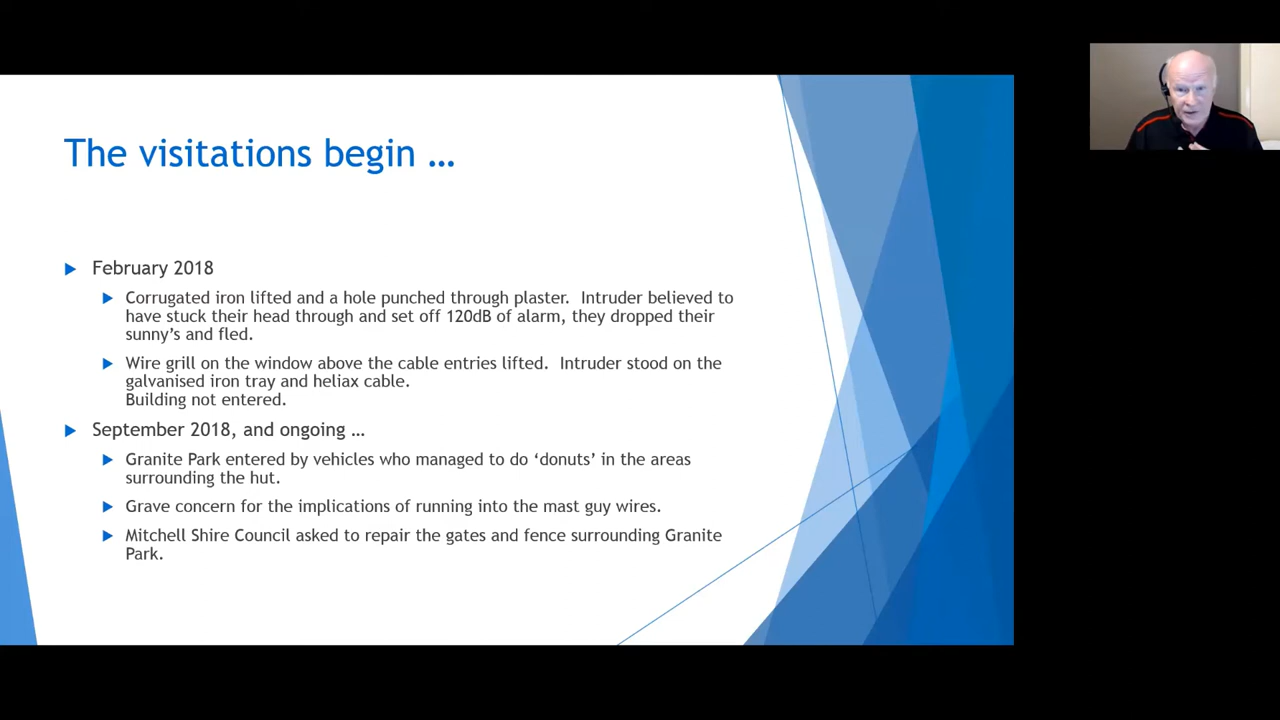 The visitations begin …
February 2018
Corrugated iron lifted and a hole punched through plaster.  Intruder believed to
have stuck their head through and set off 120dB of alarm, they dropped their
sunny’s and fled.
Wire grill on the window above the cable entries lifted.  Intruder stood on the
galvanised iron tray and heliax cable.
Building not entered.
September 2018, and ongoing …
Granite Park entered by vehicles who managed to do ‘donuts’ in the areas
surrounding the hut.
Grave concern for the implications of running into the mast guy wires.
Mitchell Shire Council asked to repair the gates and fence surrounding Granite
Park.